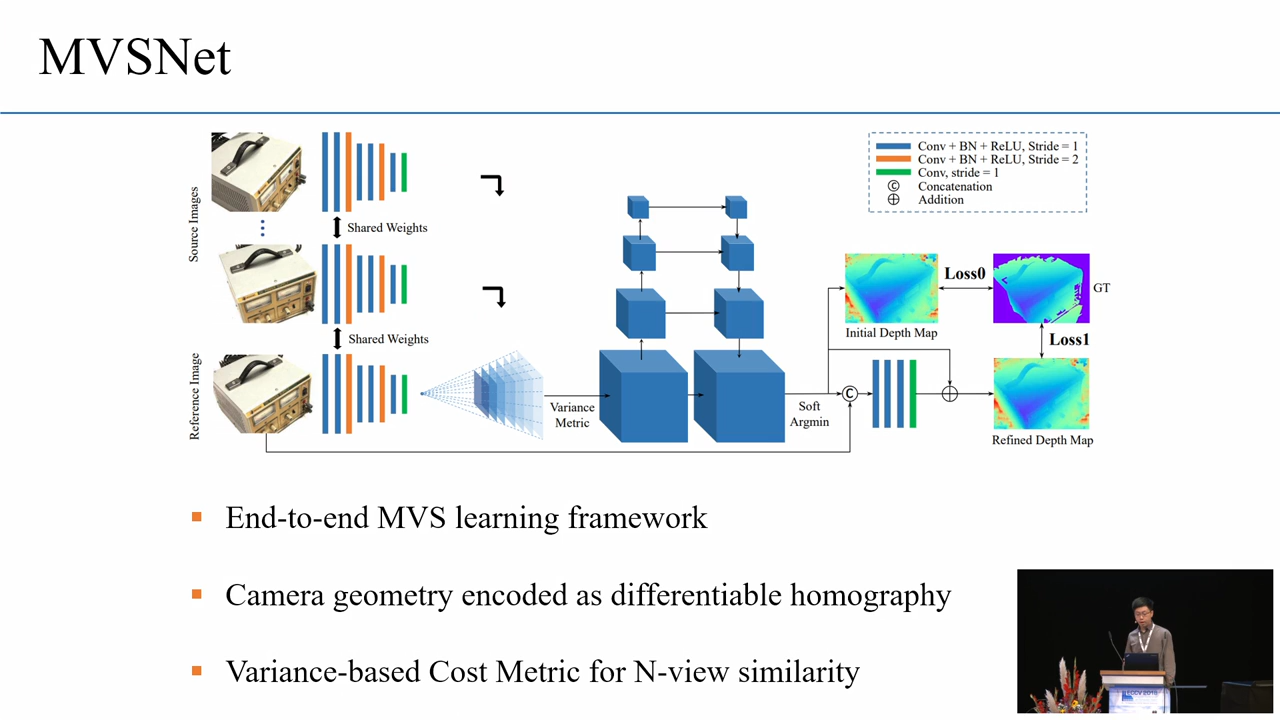 MVSNet
Source Images
Shared Weights
Shared Weights
Reference Image
Variance
Metric
Soft
Argmin
C
Conv + BN + ReLU, Stride = 1
Conv + BN + ReLU, Stride = 2
Conv, stride = 1
C Concatenation
Addition
Loss0
GT
Initial Depth Map
Loss1
Refined Depth Map
End-to-end MVS learning framework
Camera geometry encoded as differentiable homography
Variance-based Cost Metric for N-view similarity
ECCV 2018